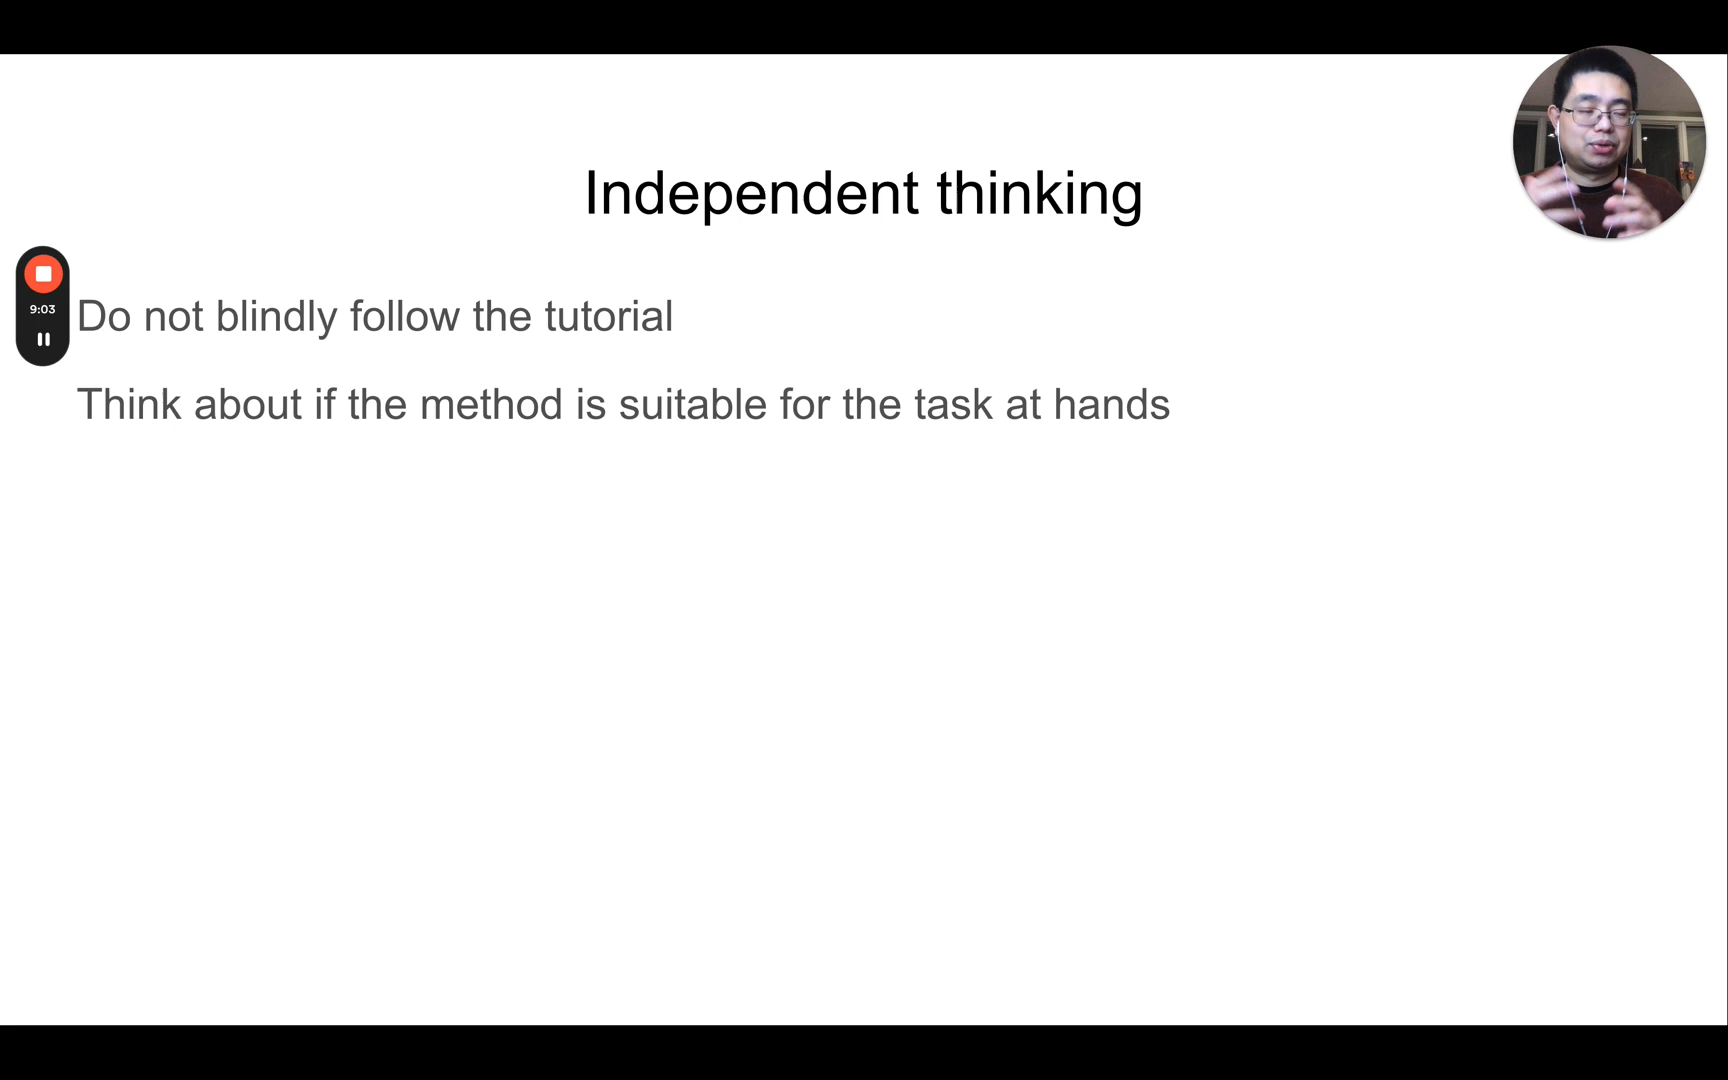 Independent thinking
9:03
Do not blindly follow the tutorial
Think about if the method is suitable for the task at hands